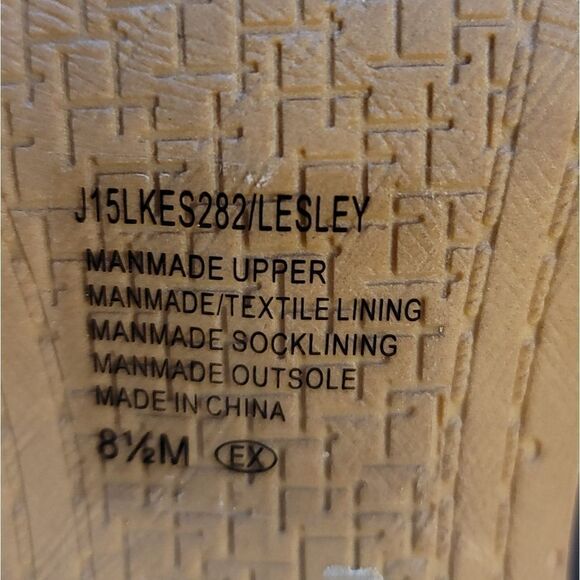 J15LKES282/LESLEY
MANMADE UPPER
MANMADE/TEXTILE LINING
MANMADE SOCKLINING
MANMADE OUTSOLE
MADE IN CHINA
8½M EX